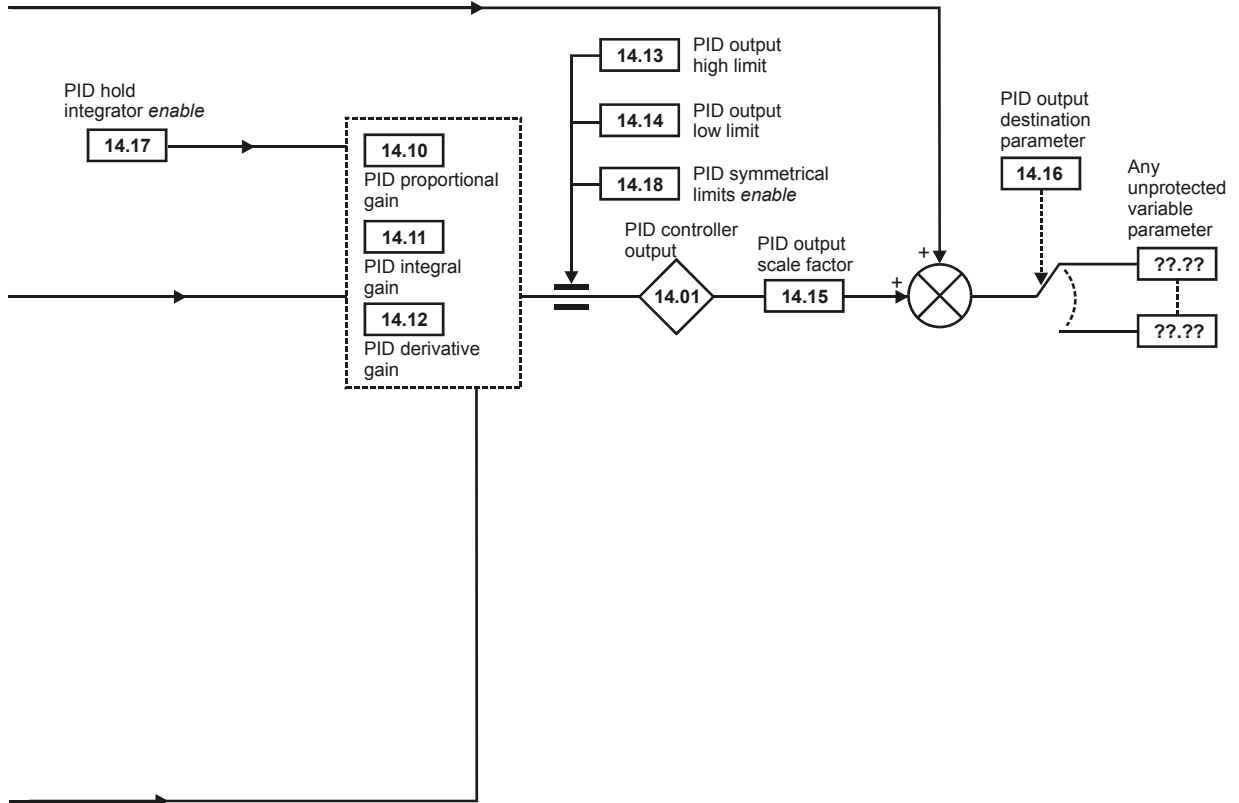 PID hold
integrator enable
14.17
14.10
PID proportional
gain
14.11
PID integral
gain
14.12
PID derivative
gain
14.13
PID output
high limit
14.14
PID output
low limit
14.18
PID symmetrical
limits enable
PID controller
output
14.01
PID output
scale factor
14.15
+
+
PID output
destination
parameter
14.16
Any
unprotected
variable
parameter
??.??
??.??